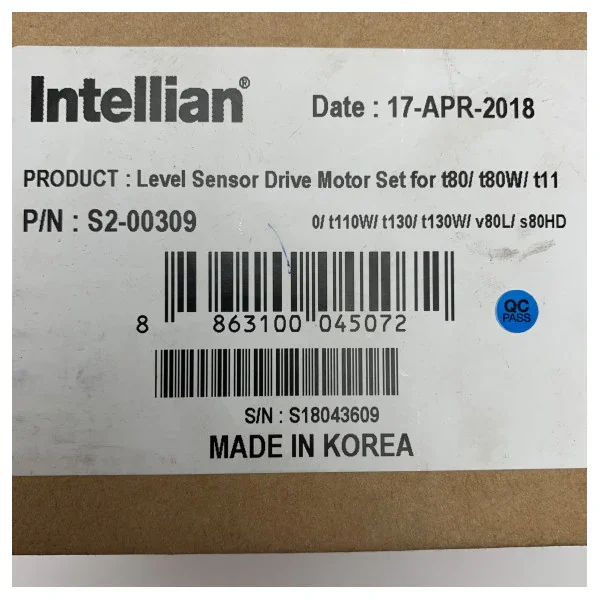 Intellian®
Date : 17-APR-2018
PRODUCT : Level Sensor Drive Motor Set for t80/ t80W/ t11
P/N : S2-00309
0/ t110W/ t130/ t130W/ v80L/ s80HD
8 863100 045072
QC
PASS
S/N : S18043609
MADE IN KOREA